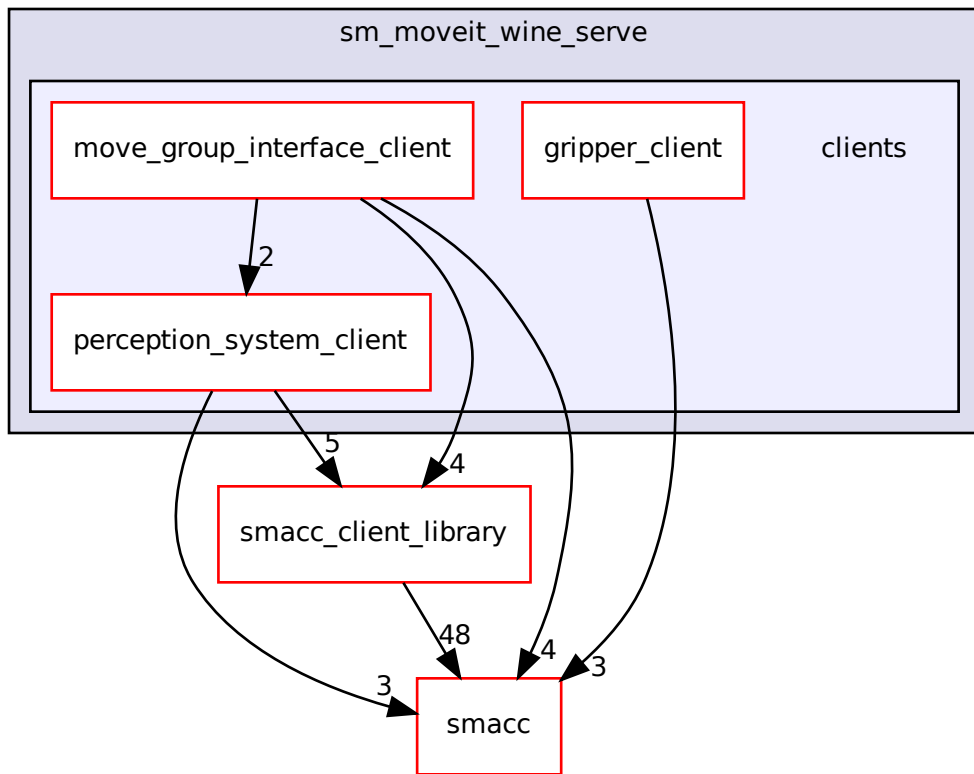 sm_moveit_wine_serve
move_group_interface_client
gripper_client
clients
2
perception_system_client
5
4
smacc_client_library
48
4
3
3
smacc